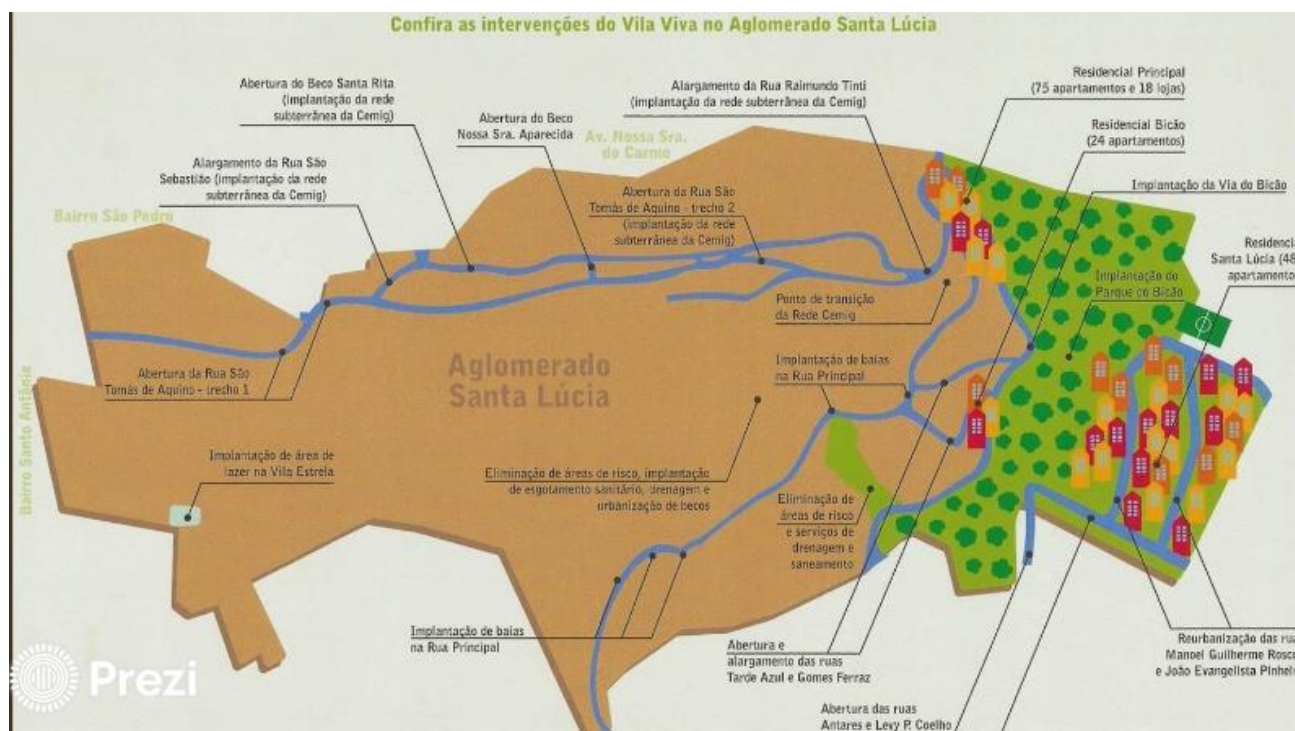 Confira as intervenções do Vila Viva no Aglomerado Santa Lúcia
Abertura do Beco Santa Rita
(implantação da rede
subterrânea da Cemig)
Alargamento da Rua São
Sebastião (implantação da rede
subterrânea da Cemig)
Abertura do Beco
Nossa Sra. Aparecida
Av. Nossa Sra.
do Carmo
Alargamento da Rua Raimundo Tinti
(implantação da rede subterrânea da Cemig)
Residencial Principal
(75 apartamentos e 18 lojas)
Residencial Bicão
(24 apartamentos)
Implantação da Via do Bicão
Residencia
Santa Lúcia (48
apartamento
Bairro São Pedro
Abertura da Rua São
Tomás de Aquino - trecho 2
(implantação da rede
subterrânea da Cemig)
Implantação do
Parque do Bicão
Ponto de transição
da Rede Cemig
Aglomerado
Santa Lúcia
Implantação de baias
na Rua Principal
Abertura da Rua São
Tomás de Aquino - trecho 1
Bairro Santo Antônio
Implantação de área de
lazer na Vila Estrela
Eliminação de áreas de risco, implantação
de esgotamento sanitário, drenagem e
urbanização de becos
Eliminação de
áreas de risco
e serviços de
drenagem e
saneamento
Implantação de baias
na Rua Principal
Abertura e
alargamento das ruas
Tarde Azul e Gomes Ferraz
Reurbanização das rua
Manoel Guilherme Rosco
e João Evangelista Pinhei
Abertura das ruas
Antares e Levy P. Coelho
Prezi